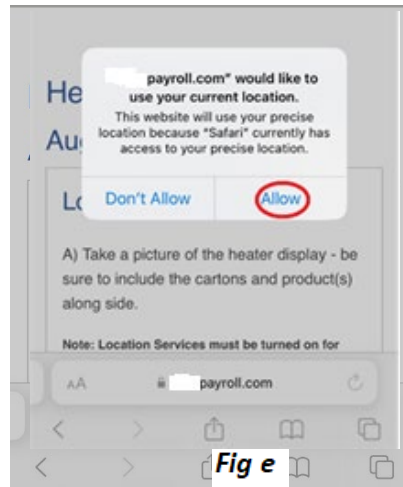 payroll.com" would like to
use your current location.
This website will use your precise
location because "Safari" currently has
access to your precise location.
Don't Allow
Allow
He
Au
Lo
A) Take a picture of the heater display - be
sure to include the cartons and product(s)
along side.
Note: Location Services must be turned on for
AA
payroll.com
Fig e